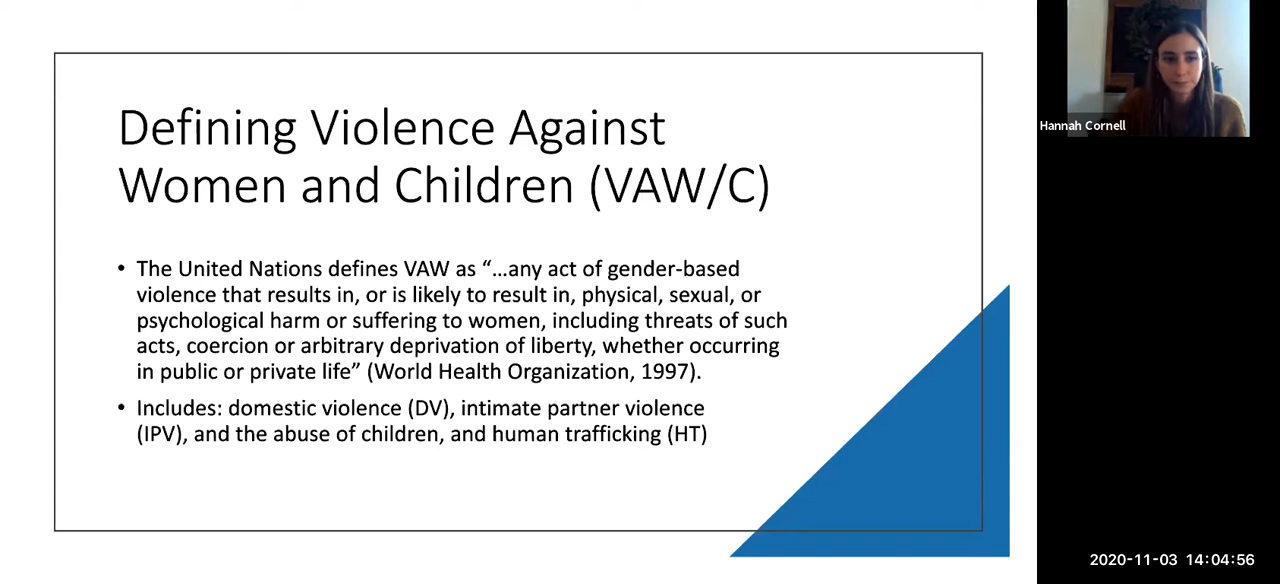 Defining Violence Against
Women and Children (VAW/C)
• The United Nations defines VAW as “…any act of gender-based
violence that results in, or is likely to result in, physical, sexual, or
psychological harm or suffering to women, including threats of such
acts, coercion or arbitrary deprivation of liberty, whether occurring
in public or private life” (World Health Organization, 1997).
• Includes: domestic violence (DV), intimate partner violence
(IPV), and the abuse of children, and human trafficking (HT)
Hannah Cornell
2020-11-03 14:04:56